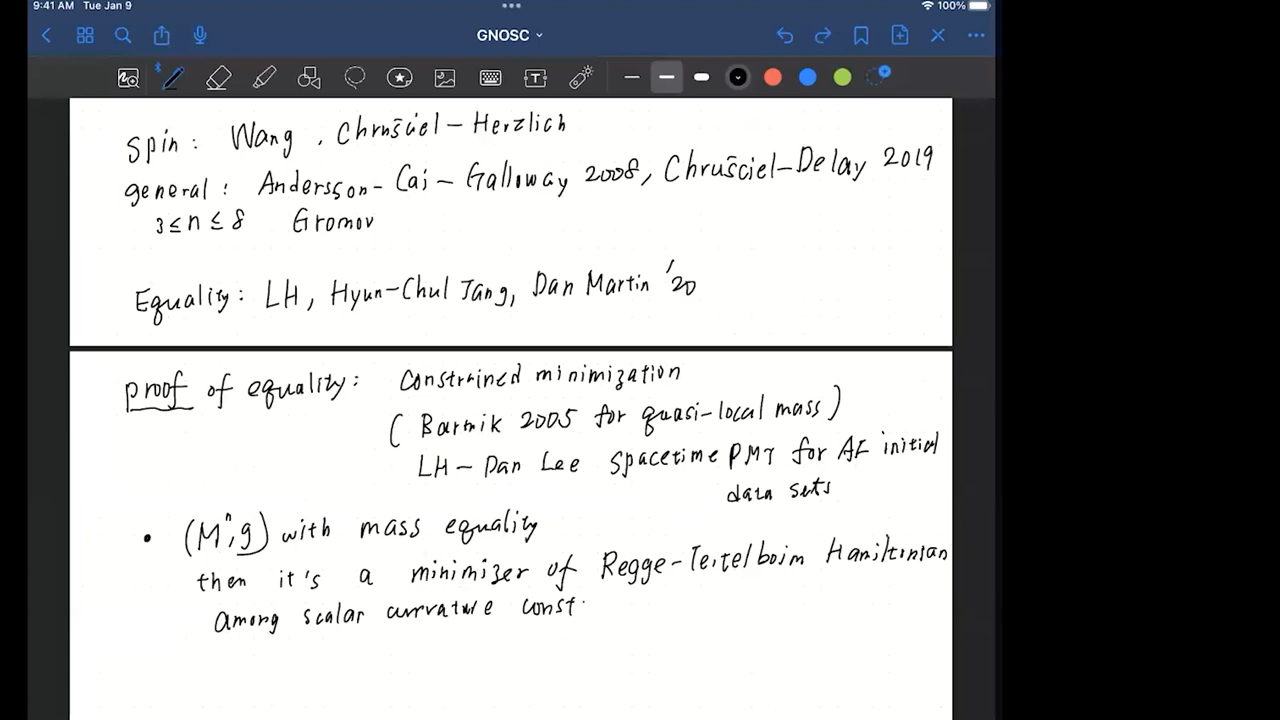 9:41 AM Tue Jan 9
100%
GNOSC
spin: Wang, Chruściel-Herzlich
general: Andersson-Cai-Galloway 2008, Chruściel-Delay 2019
3 ≤ n ≤ 8 Gromov
Equality: LH, Hyun-Chul Jang, Dan Martin '20
proof of equality: constrained minimization
(Bartnik 2005 for quasi-local mass)
LH-Dan Lee spacetime PMT for AF initial
data sets
• (Mⁿ, g) with mass equality
then it's a minimizer of Regge-Teitelboim Hamiltonian
among scalar curvature const